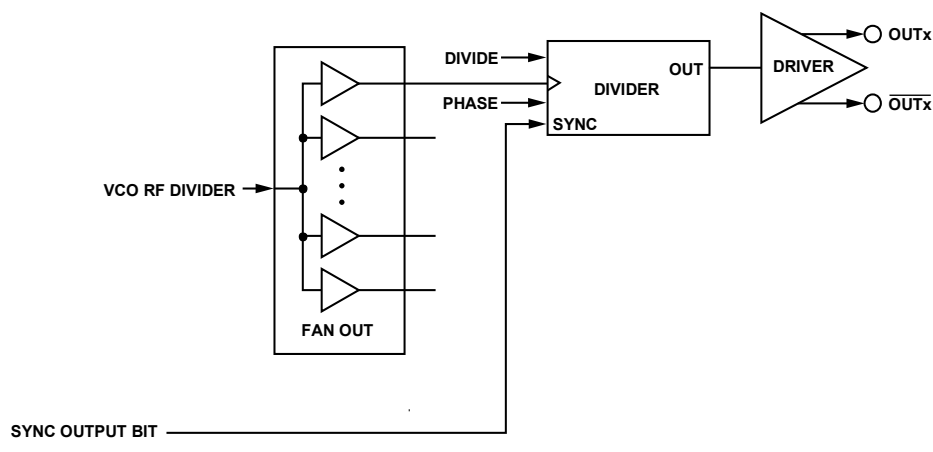 OUTx
DIVIDE
OUT
DRIVER
DIVIDER
PHASE
OUTx
SYNC
VCO RF DIVIDER
FAN OUT
SYNC OUTPUT BIT